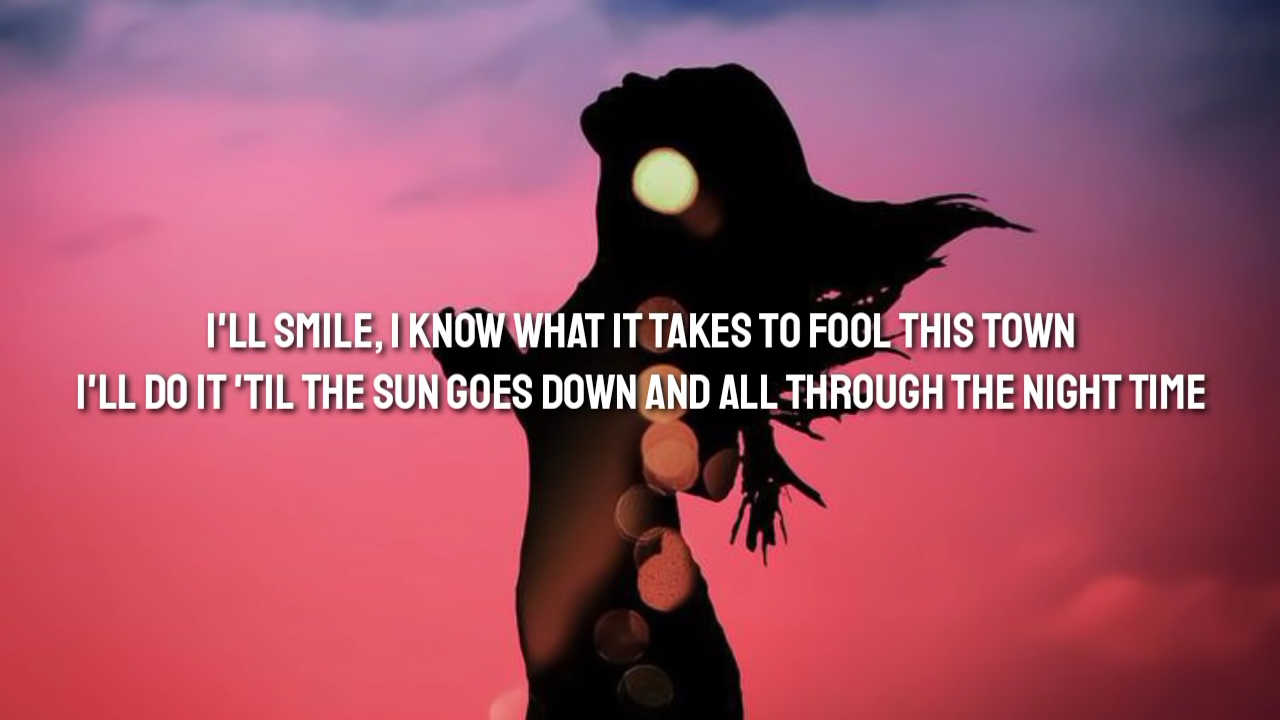 I'LL SMILE, I KNOW WHAT IT TAKES TO FOOL THIS TOWN
I'LL DO IT 'TIL THE SUN GOES DOWN AND ALL THROUGH THE NIGHT TIME